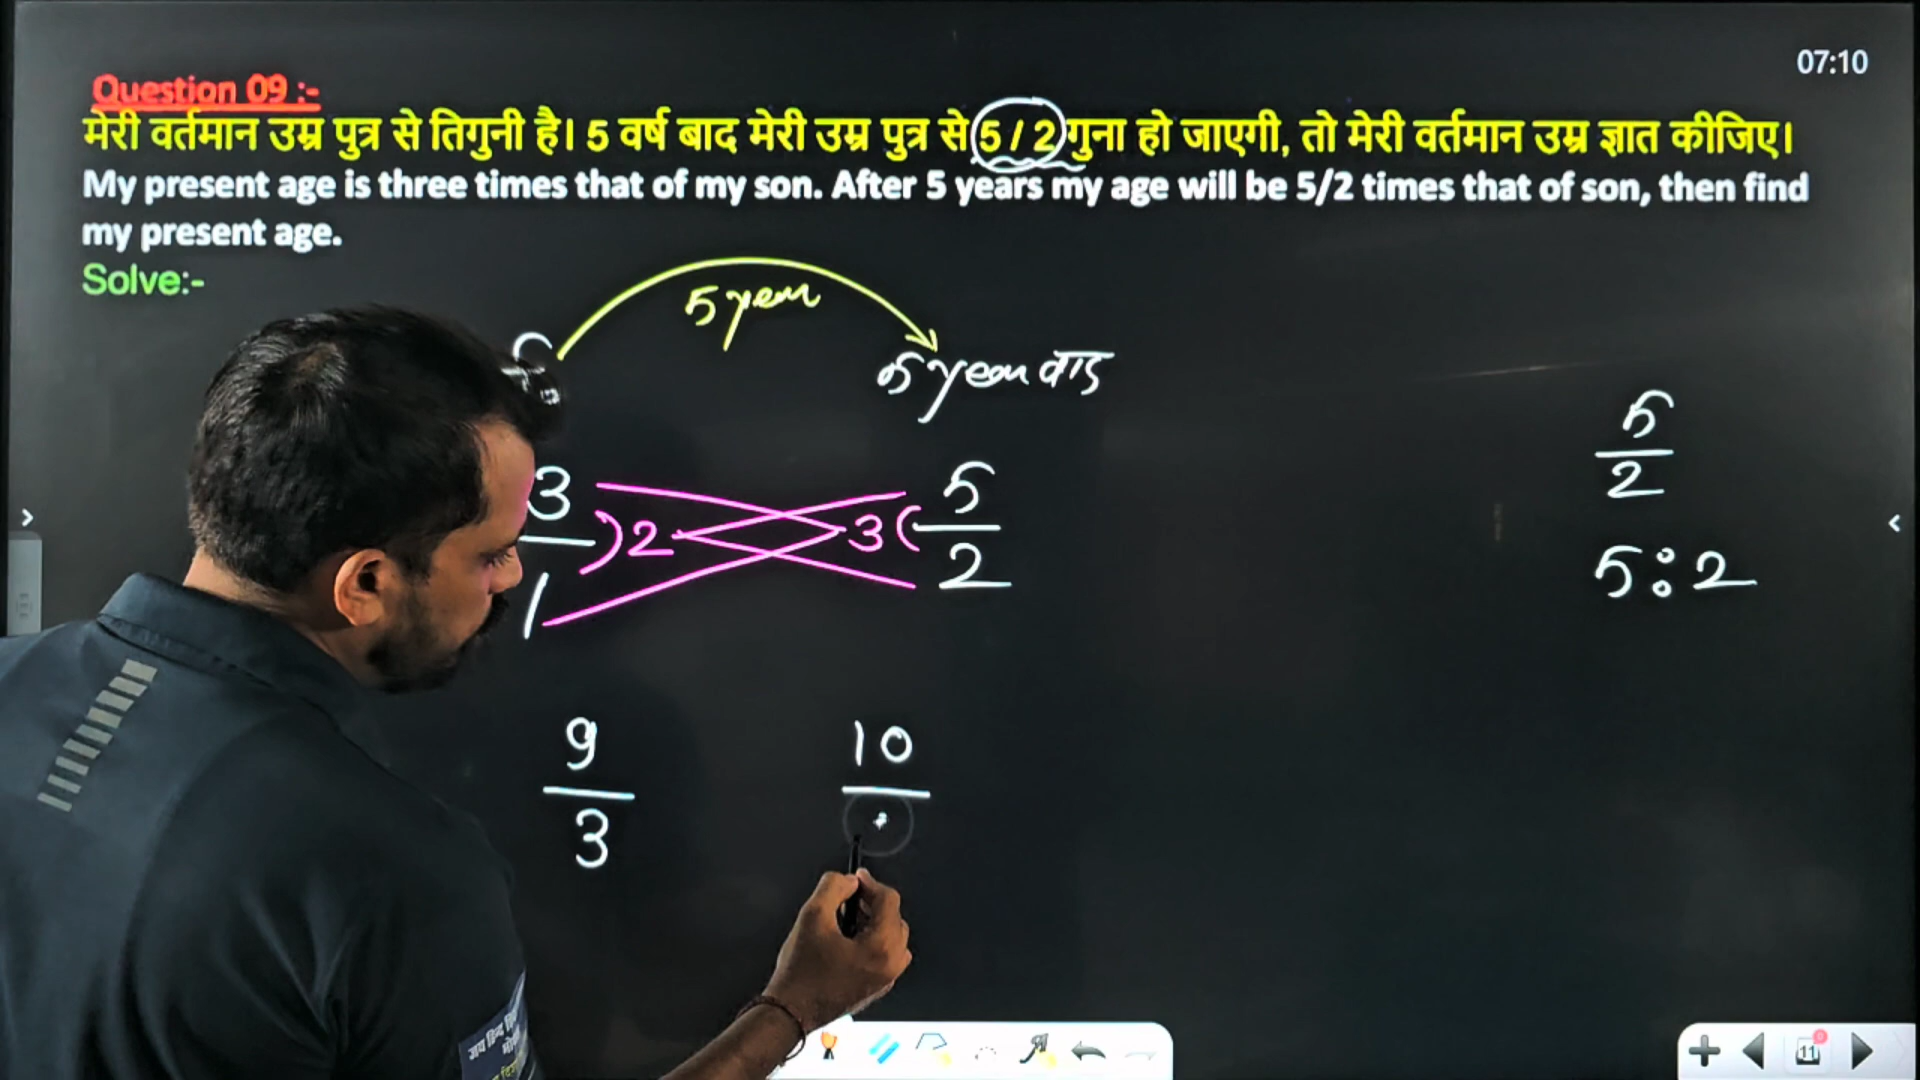 07:10
Question 09 :-
मेरी वर्तमान उम्र पुत्र से तिगुनी है। 5 वर्ष बाद मेरी उम्र पुत्र से 5 / 2 गुना हो जाएगी, तो मेरी वर्तमान उम्र ज्ञात कीजिए।
My present age is three times that of my son. After 5 years my age will be 5/2 times that of son, then find
my present age.
Solve:-
5 year
5 year बाद
3
1
) 2
3 (
5
2
5
2
5 : 2
9
3
10
जय हिन्द
11